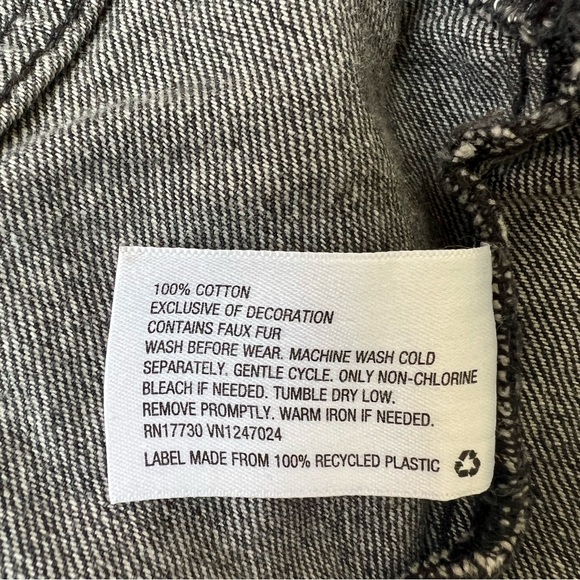 100% COTTON
EXCLUSIVE OF DECORATION
CONTAINS FAUX FUR
WASH BEFORE WEAR. MACHINE WASH COLD
SEPARATELY. GENTLE CYCLE. ONLY NON-CHLORINE
BLEACH IF NEEDED. TUMBLE DRY LOW.
REMOVE PROMPTLY. WARM IRON IF NEEDED.
RN17730 VN1247024
LABEL MADE FROM 100% RECYCLED PLASTIC